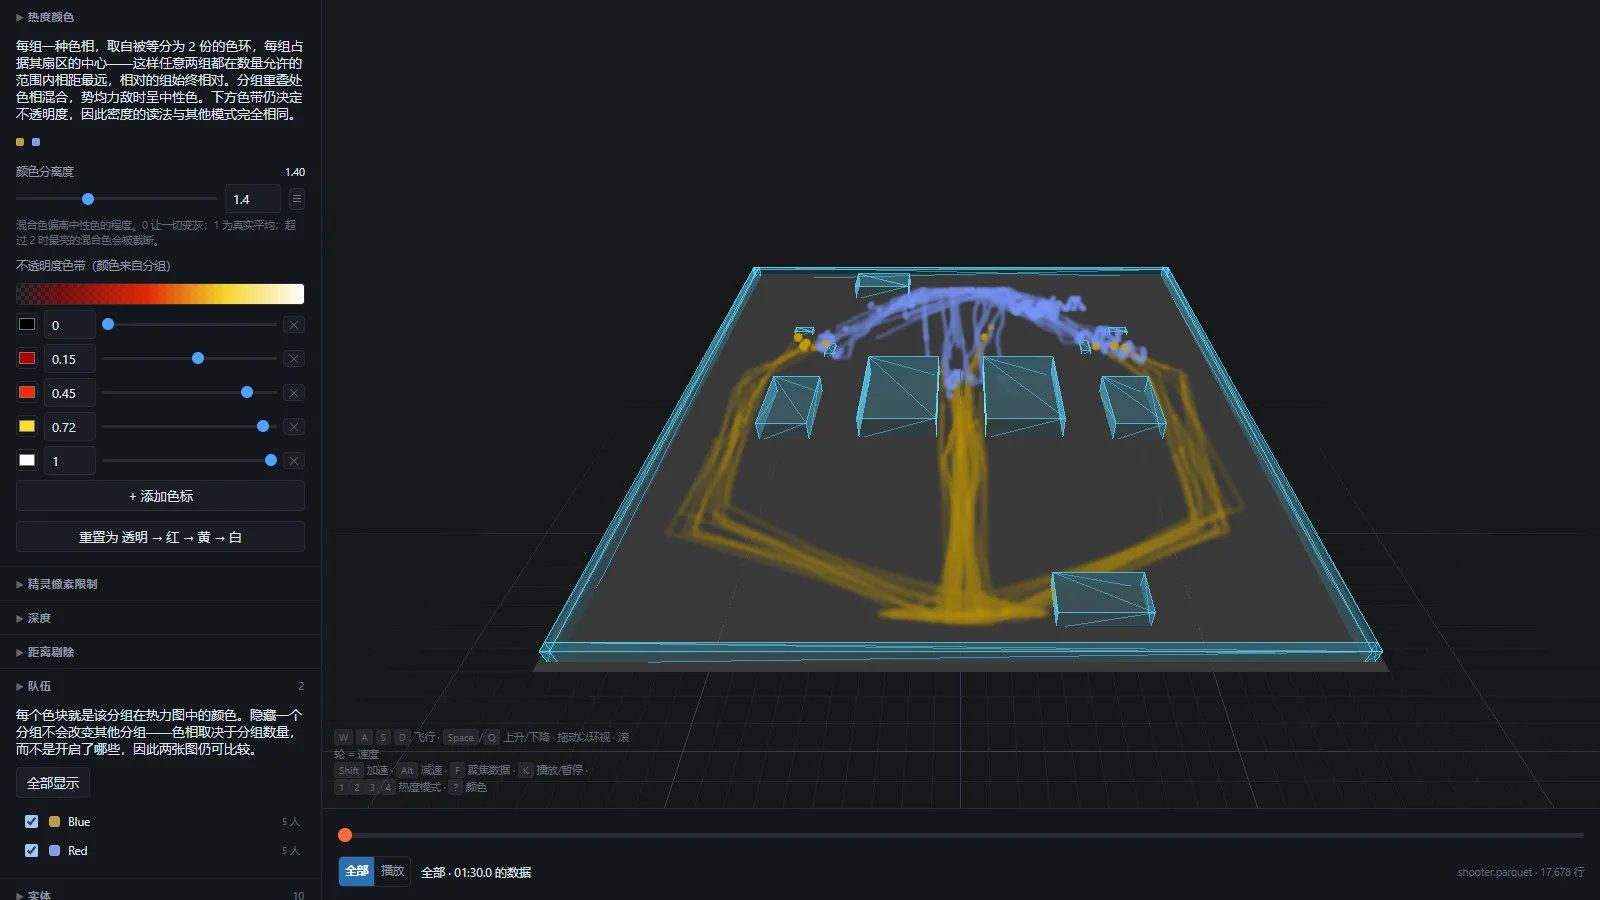 ▶ 热度颜色
每组一种色相，取自被等分为 2 份的色环，每组占
据其扇区的中心——这样任意两组都在数量允许的
范围内相距最远，相对的组始终相对。分组重叠处
色相混合，势均力敌时呈中性色。下方色带仍决定
不透明度，因此密度的读法与其他模式完全相同。
颜色分离度 1.40
1.4
混合色偏离中性色的程度。0 让一切变灰；1 为真实平均；超
过 2 时最亮的混合色会被截断。
不透明度色带（颜色来自分组）
0
0.15
0.45
0.72
1
+ 添加色标
重置为 透明 → 红 → 黄 → 白
▶ 精灵像素限制
▶ 深度
▶ 距离剔除
▶ 队伍 2
每个色块就是该分组在热力图中的颜色。隐藏一个
分组不会改变其他分组——色相取决于分组数量，
而不是开启了哪些，因此两张图仍可比较。
全部显示
Blue 5 人
Red 5 人
▶ 实体 10
W A S D 飞行 · Space / Q 上升/下降 · 拖动以环视 · 滚
轮 = 速度
Shift 加速 · Alt 减速 · F 聚焦数据 · K 播放/暂停 ·
1 2 3 4 热度模式 · ? 颜色
全部 播放 全部 · 01:30.0 的数据
shooter.parquet · 17,678 行